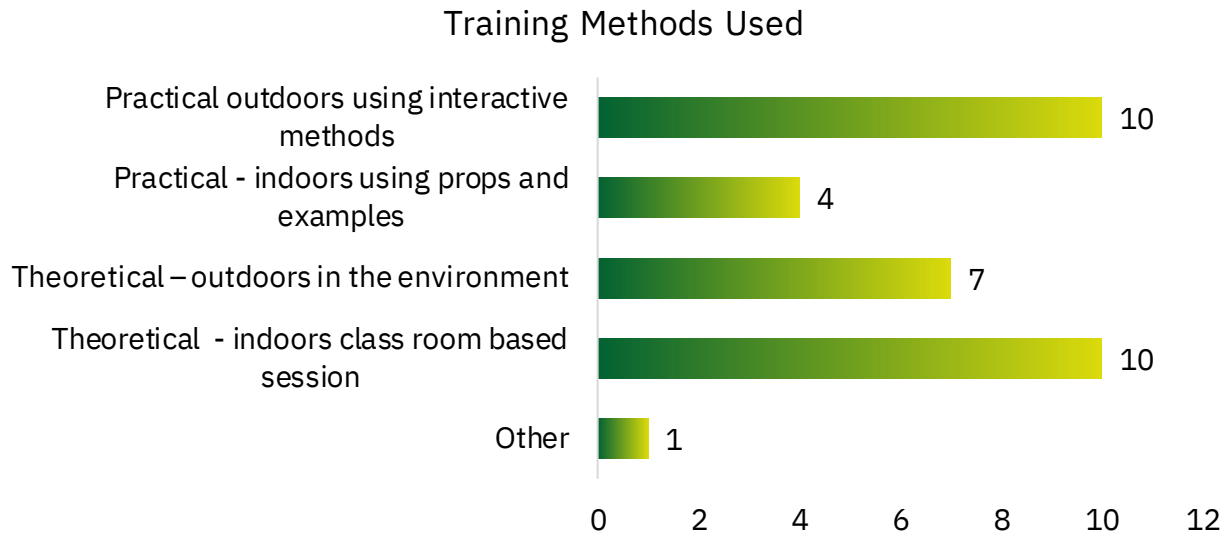 Training Methods Used
Practical outdoors using interactive
methods
10
Practical - indoors using props and
examples
4
Theoretical – outdoors in the environment
7
Theoretical  - indoors class room based
session
10
Other
1
0 2 4 6 8 10 12